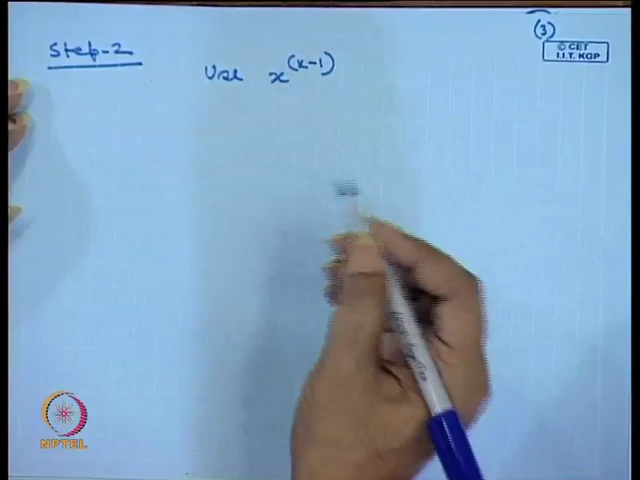 (3)
© CET
I.I.T. KGP
Step-2
Use x^(k-1)
NPTEL